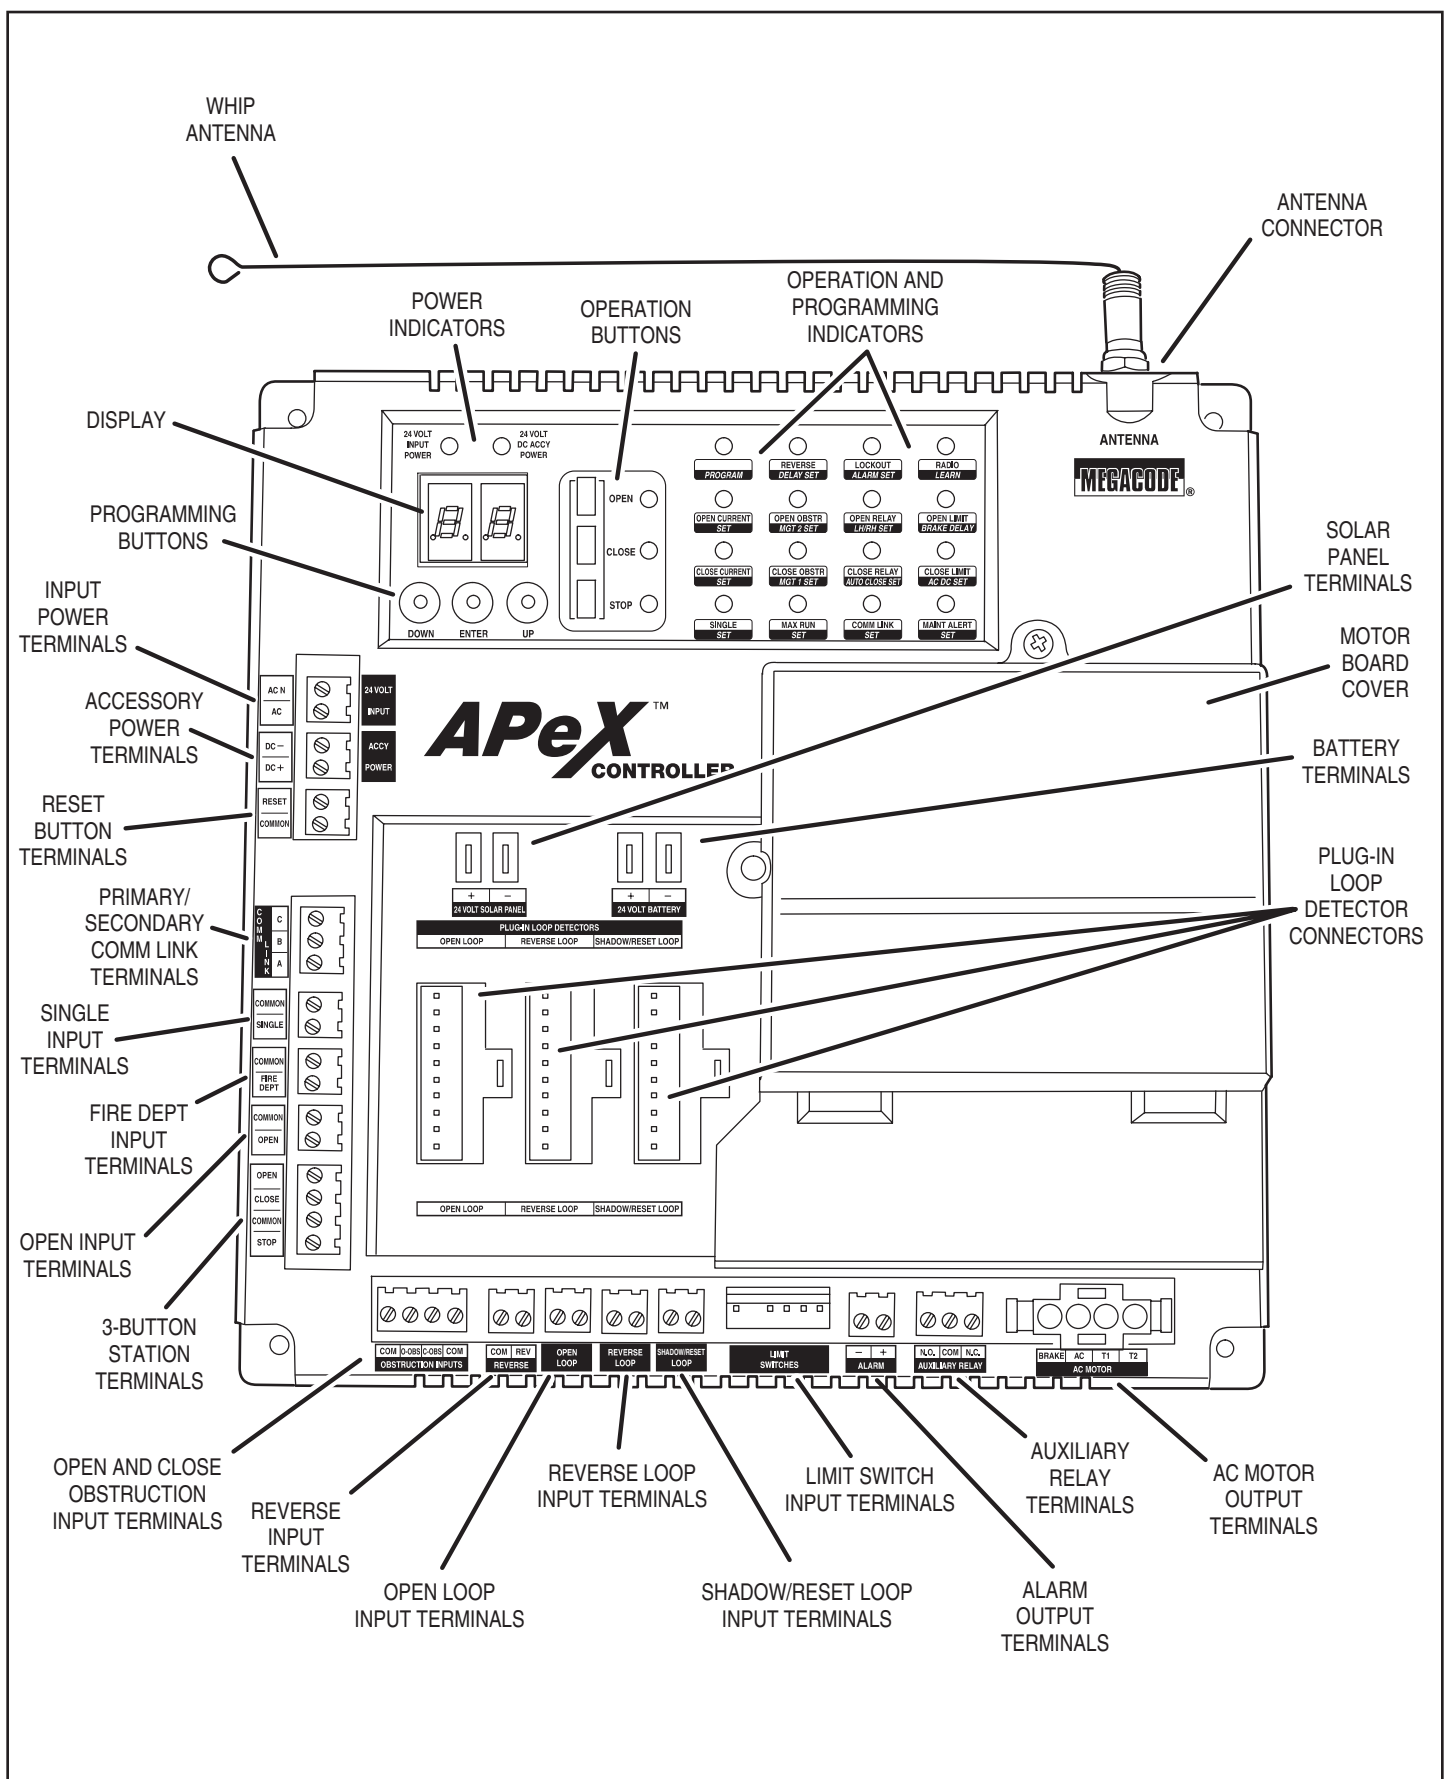 WHIP
ANTENNA
ANTENNA
CONNECTOR
POWER
INDICATORS
OPERATION
BUTTONS
OPERATION AND
PROGRAMMING
INDICATORS
DISPLAY
PROGRAMMING
BUTTONS
INPUT
POWER
TERMINALS
ACCESSORY
POWER
TERMINALS
RESET
BUTTON
TERMINALS
PRIMARY/
SECONDARY
COMM LINK
TERMINALS
SINGLE
INPUT
TERMINALS
FIRE DEPT
INPUT
TERMINALS
OPEN INPUT
TERMINALS
3-BUTTON
STATION
TERMINALS
24 VOLT
INPUT
POWER
24 VOLT
DC ACCY
POWER
OPEN
CLOSE
STOP
DOWN
ENTER
UP
PROGRAM
REVERSE
DELAY SET
LOCKOUT
ALARM SET
RADIO
LEARN
OPEN CURRENT
SET
OPEN OBSTR
MGT 2 SET
OPEN RELAY
LH/RH SET
OPEN LIMIT
BRAKE DELAY
CLOSE CURRENT
SET
CLOSE OBSTR
MGT 1 SET
CLOSE RELAY
AUTO CLOSE SET
CLOSE LIMIT
AC DC SET
SINGLE
SET
MAX RUN
SET
COMM LINK
SET
MAINT ALERT
SET
ANTENNA
MEGACODE®
SOLAR
PANEL
TERMINALS
MOTOR
BOARD
COVER
BATTERY
TERMINALS
PLUG-IN
LOOP
DETECTOR
CONNECTORS
AC N
AC
24 VOLT
INPUT
DC −
DC +
ACCY
POWER
RESET
COMMON
APeX™
CONTROLLER
COMM
LINK
C
B
A
COMMON
SINGLE
COMMON
FIRE
DEPT
COMMON
OPEN
OPEN
CLOSE
COMMON
STOP
+ −
24 VOLT SOLAR PANEL
+ −
24 VOLT BATTERY
PLUG-IN LOOP DETECTORS
OPEN LOOP REVERSE LOOP SHADOW/RESET LOOP
OPEN LOOP REVERSE LOOP SHADOW/RESET LOOP
COM O-OBS C-OBS COM
OBSTRUCTION INPUTS
COM REV
REVERSE
OPEN
LOOP
REVERSE
LOOP
SHADOW/RESET
LOOP
LIMIT
SWITCHES
− +
ALARM
N.O. COM N.C.
AUXILIARY RELAY
BRAKE AC T1 T2
AC MOTOR
OPEN AND CLOSE
OBSTRUCTION
INPUT TERMINALS
REVERSE
INPUT
TERMINALS
OPEN LOOP
INPUT TERMINALS
REVERSE LOOP
INPUT TERMINALS
SHADOW/RESET LOOP
INPUT TERMINALS
LIMIT SWITCH
INPUT TERMINALS
ALARM
OUTPUT
TERMINALS
AUXILIARY
RELAY
TERMINALS
AC MOTOR
OUTPUT
TERMINALS